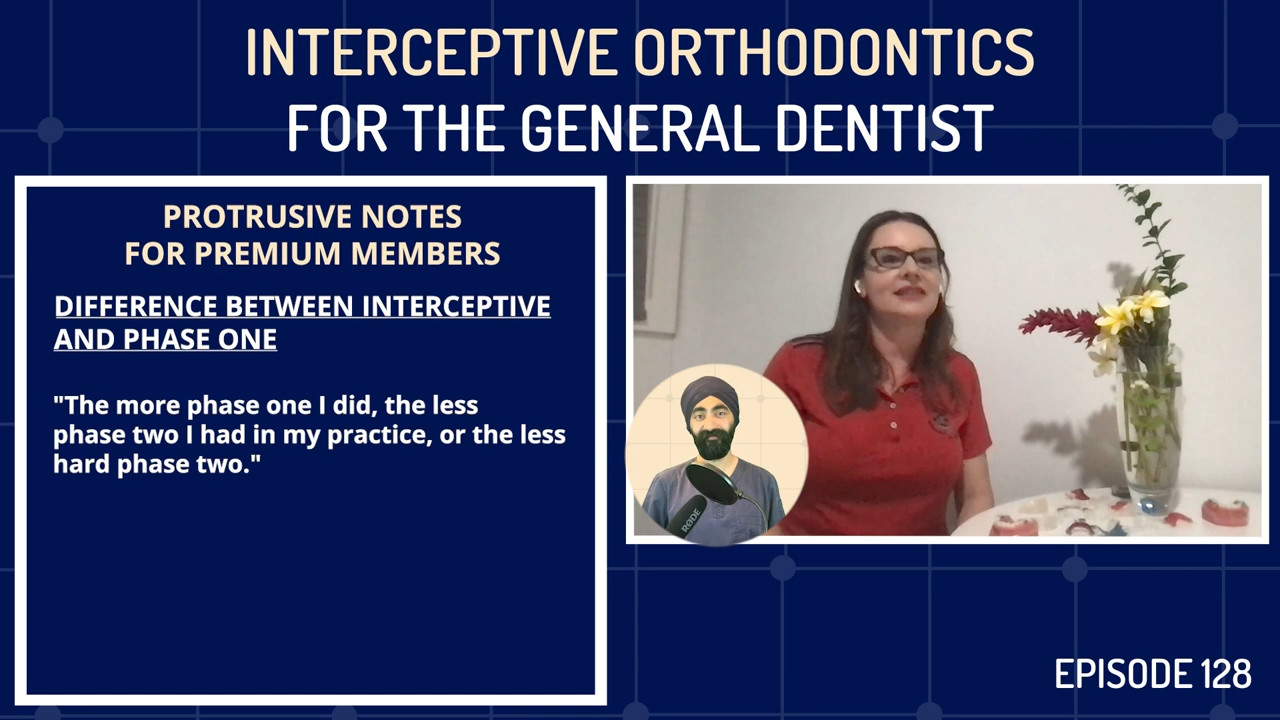 INTERCEPTIVE ORTHODONTICS
FOR THE GENERAL DENTIST
PROTRUSIVE NOTES
FOR PREMIUM MEMBERS
DIFFERENCE BETWEEN INTERCEPTIVE
AND PHASE ONE
"The more phase one I did, the less
phase two I had in my practice, or the less
hard phase two."
RØDE
EPISODE 128